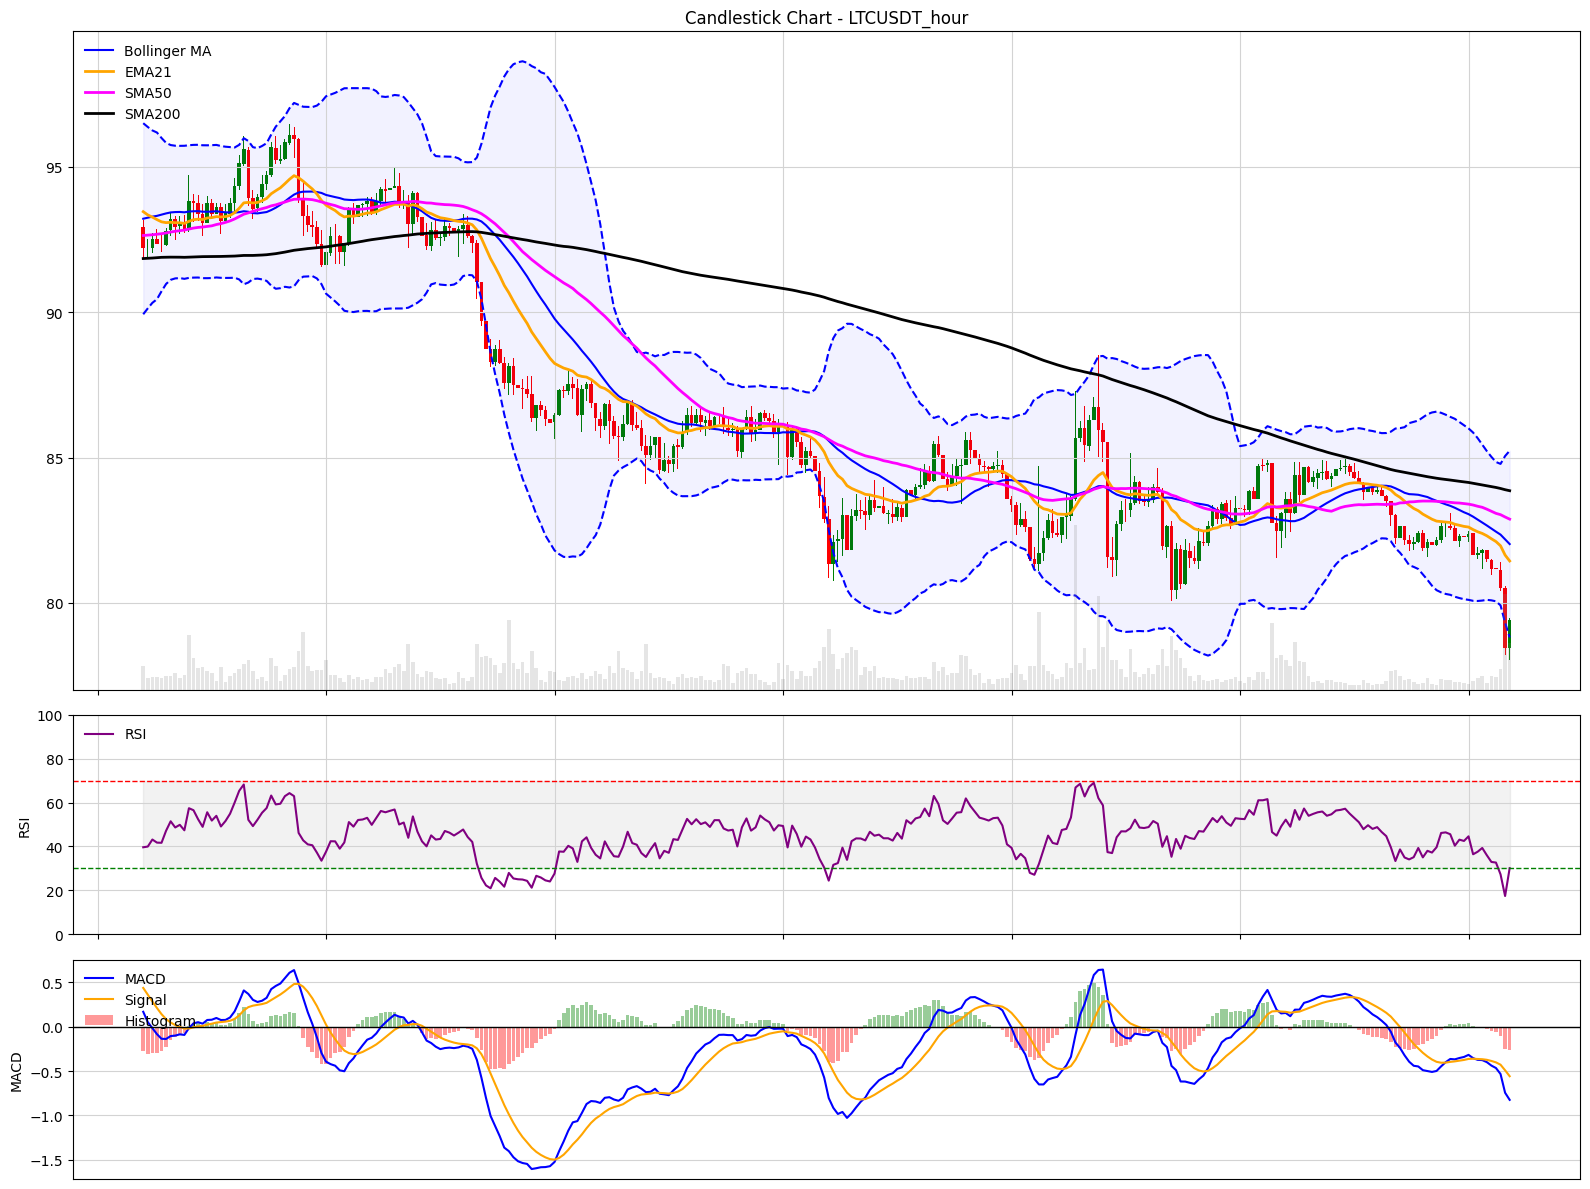 Candlestick Chart - LTCUSDT_hour
Bollinger MA
EMA21
SMA50
SMA200
95
90
85
80
RSI
100
80
60
40
20
0
RSI
MACD
Signal
Histogram
0.5
0.0
−0.5
−1.0
−1.5
MACD